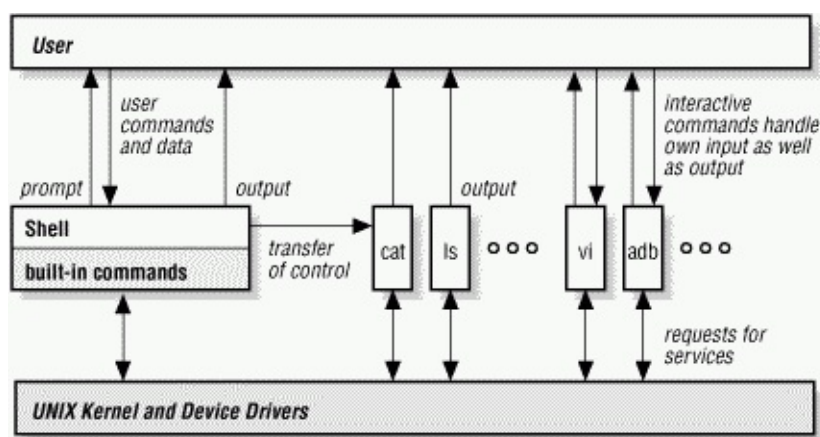 User
user
commands
and data
interactive
commands handle
own input as well
as output
prompt
output
output
Shell
built-in commands
transfer
of control
cat
ls
vi
adb
requests for
services
UNIX Kernel and Device Drivers